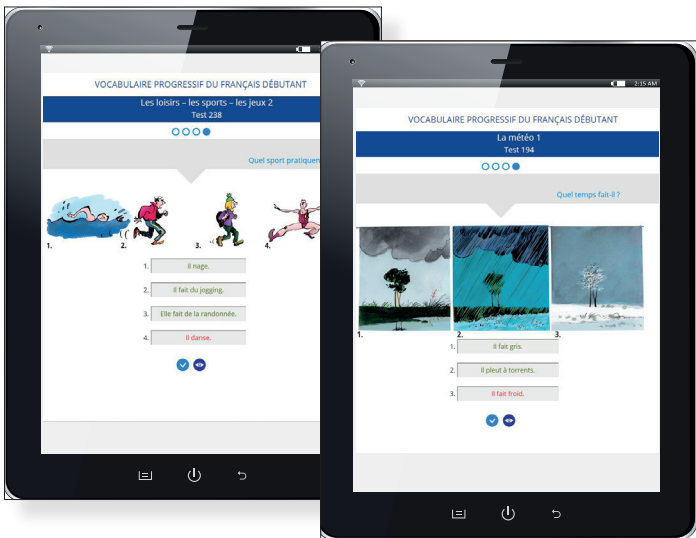 VOCABULAIRE PROGRESSIF DU FRANÇAIS DÉBUTANT
Les loisirs – les sports – les jeux 2
Test 238
Quel sport pratiquen
1.
2.
3.
4.
1. Il nage.
2. Il fait du jogging.
3. Elle fait de la randonnée.
4. Il danse.
2:15 AM
VOCABULAIRE PROGRESSIF DU FRANÇAIS DÉBUTANT
La météo 1
Test 194
Quel temps fait-il ?
1.
2.
3.
1. Il fait gris.
2. Il pleut à torrents.
3. Il fait froid.